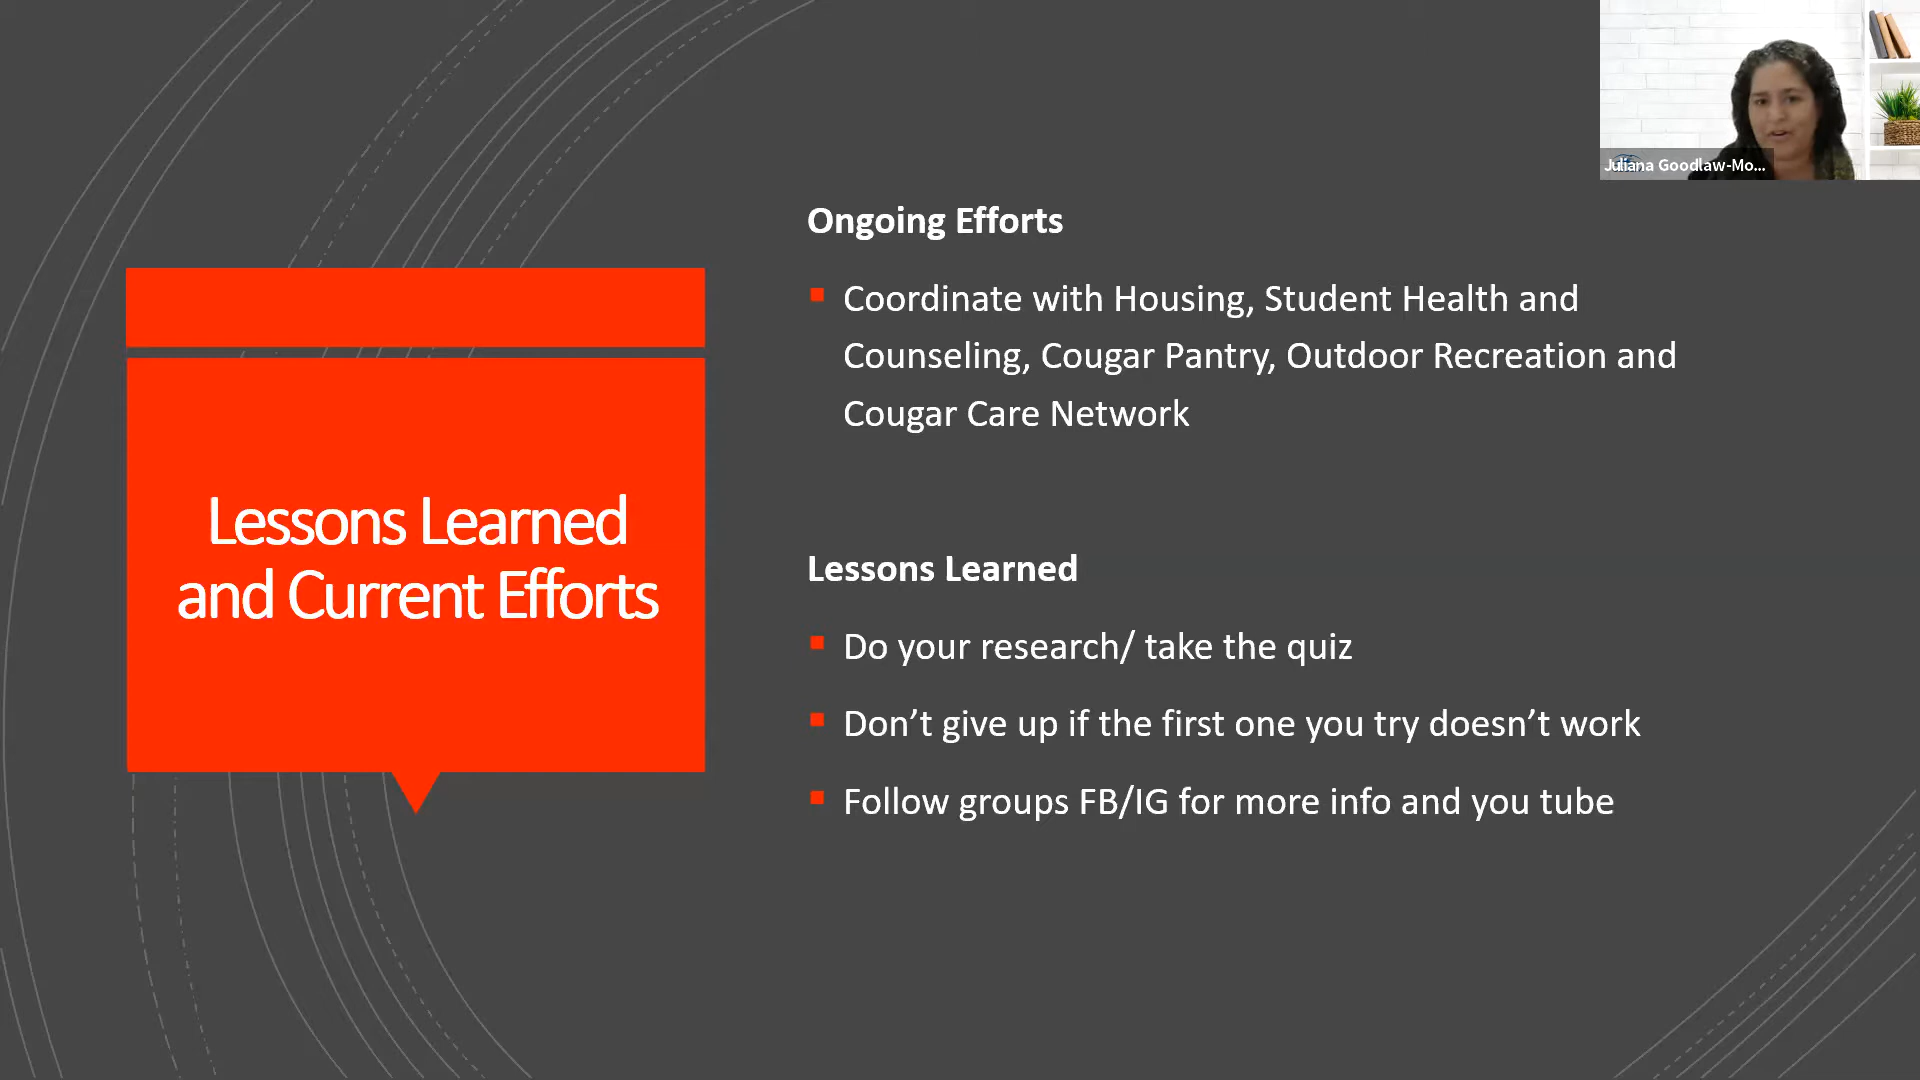 Juliana Goodlaw-Mo...
Ongoing Efforts
Coordinate with Housing, Student Health and
Counseling, Cougar Pantry, Outdoor Recreation and
Cougar Care Network
Lessons Learned
and Current Efforts
Lessons Learned
Do your research/ take the quiz
Don’t give up if the first one you try doesn’t work
Follow groups FB/IG for more info and you tube